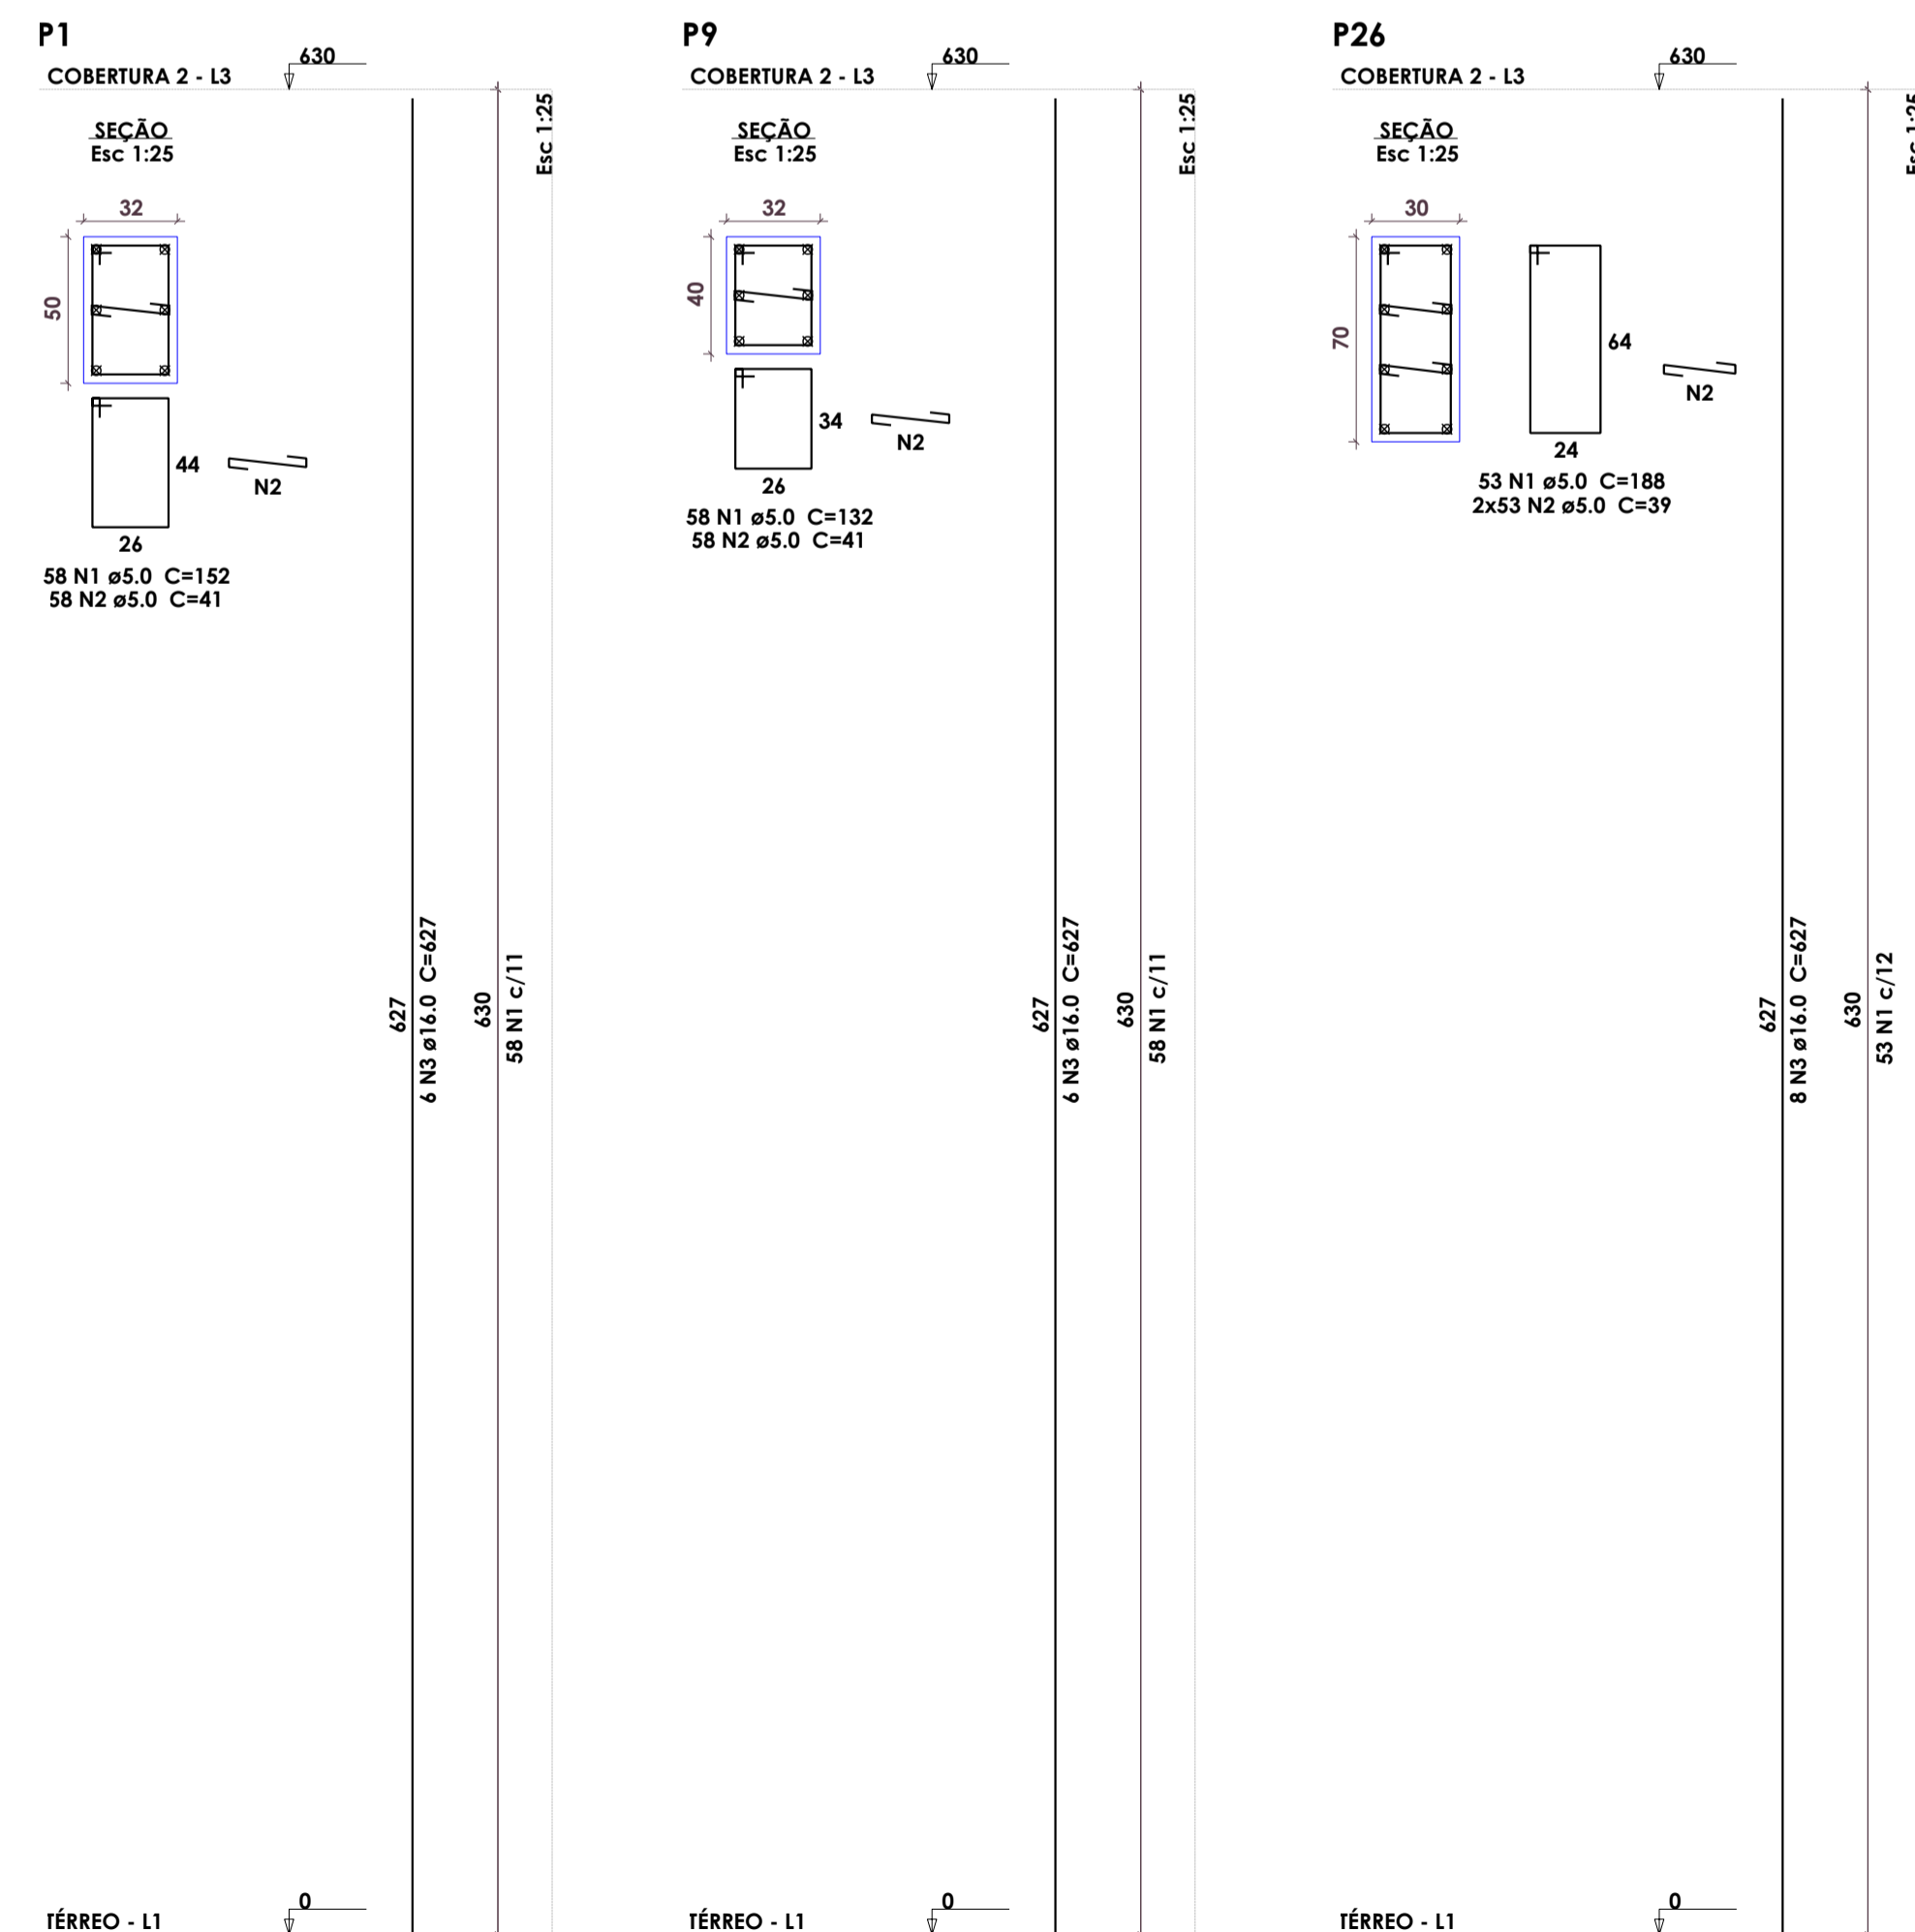 P1
630
COBERTURA 2 - L3
Esc 1:25
SEÇÃO
Esc 1:25
32
50
44
N2
26
58 N1 ø5.0 C=152
58 N2 ø5.0 C=41
627
6 N3 ø16.0 C=627
630
58 N1 c/11
0
TÉRREO - L1
P9
630
COBERTURA 2 - L3
Esc 1:25
SEÇÃO
Esc 1:25
32
40
34
N2
26
58 N1 ø5.0 C=132
58 N2 ø5.0 C=41
627
6 N3 ø16.0 C=627
630
58 N1 c/11
0
TÉRREO - L1
P26
630
COBERTURA 2 - L3
Esc 1:25
SEÇÃO
Esc 1:25
30
70
64
N2
24
53 N1 ø5.0 C=188
2x53 N2 ø5.0 C=39
627
8 N3 ø16.0 C=627
630
53 N1 c/12
0
TÉRREO - L1